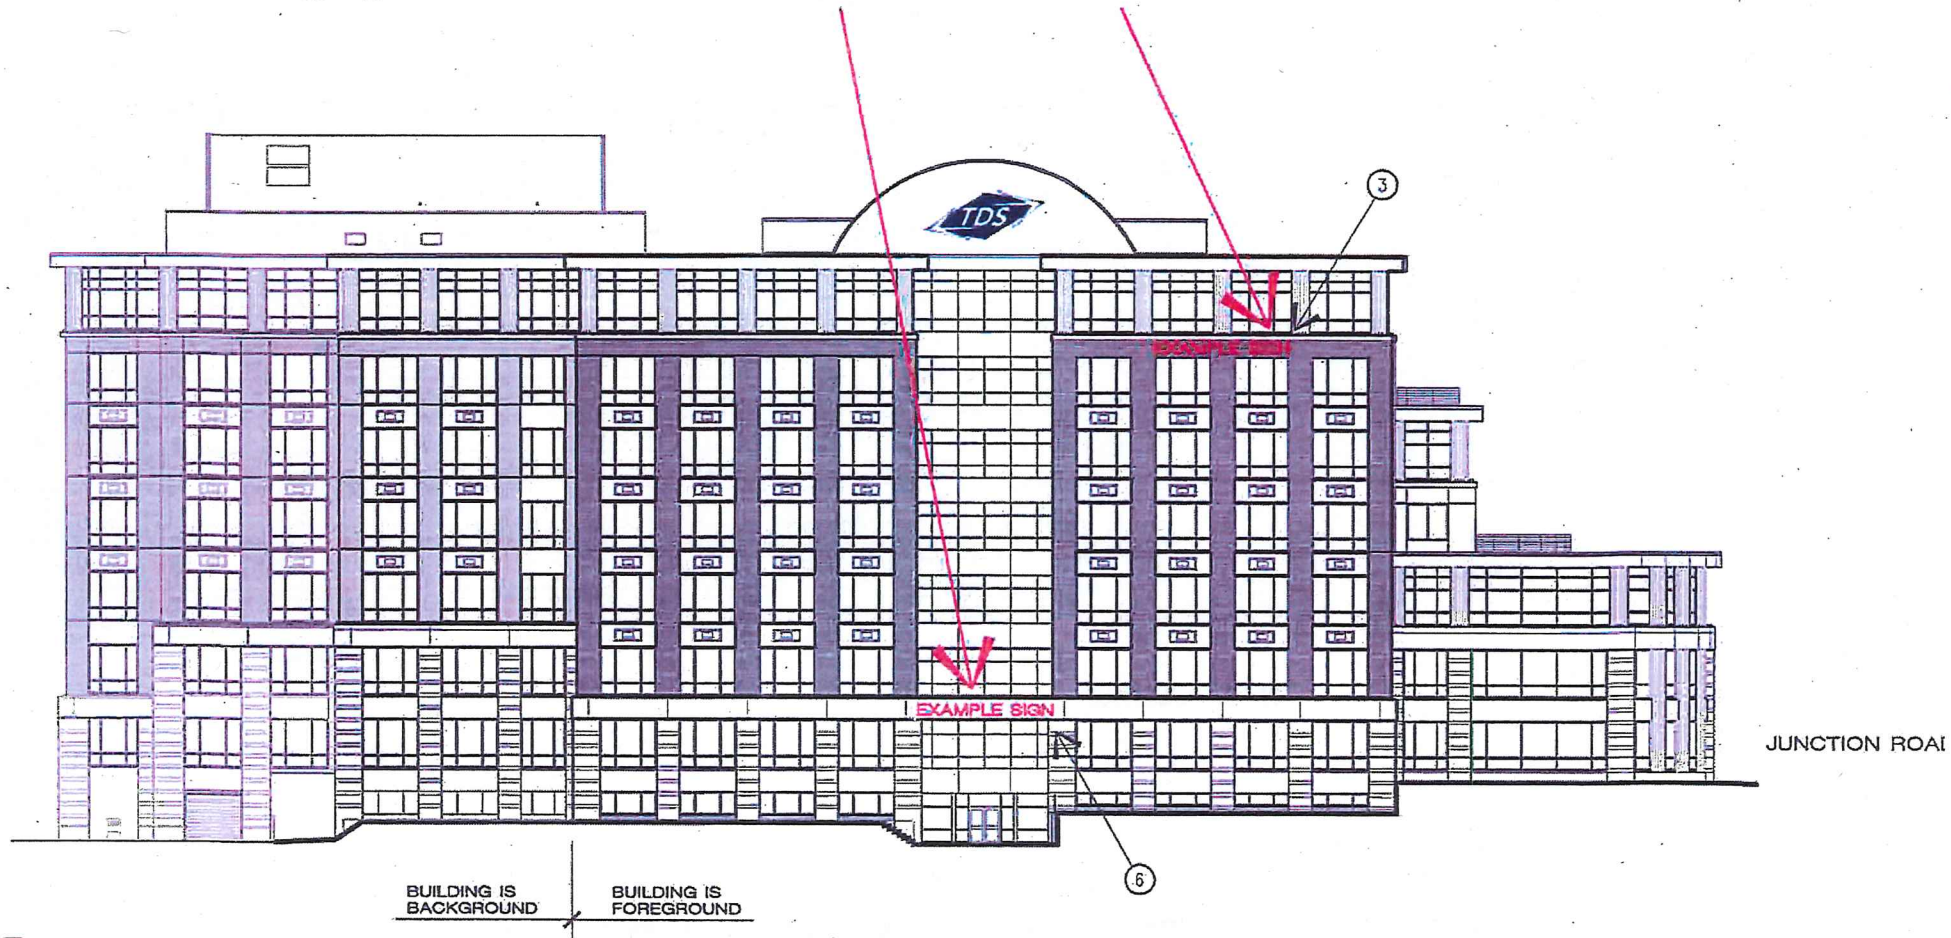 3
TDS
EXAMPLE SIGN
EXAMPLE SIGN
JUNCTION ROAD
6
BUILDING IS
BACKGROUND
BUILDING IS
FOREGROUND